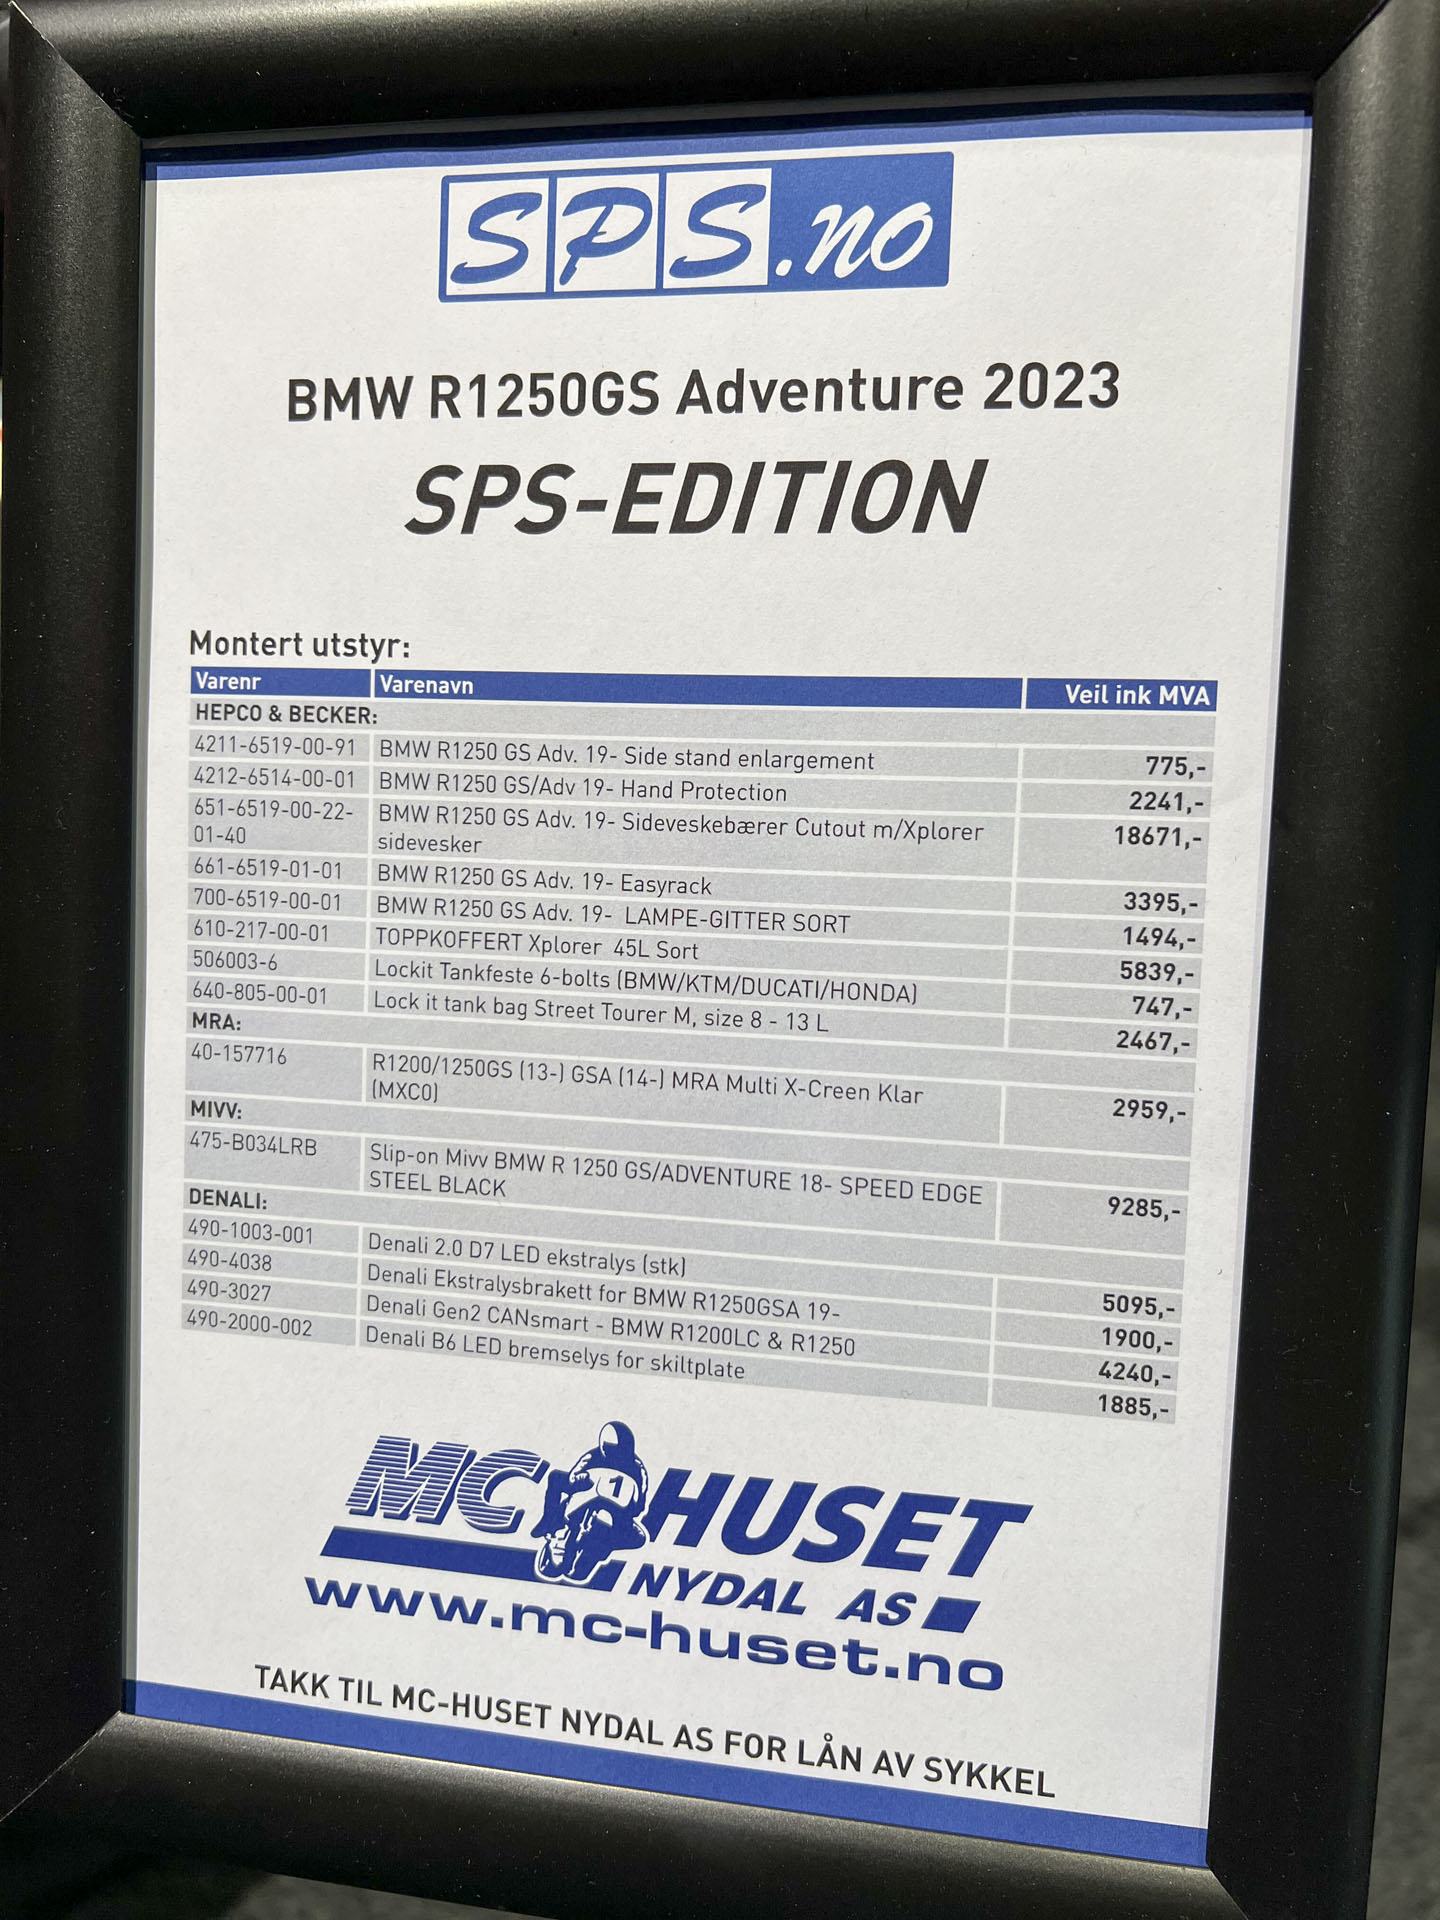 SPS.no
BMW R1250GS Adventure 2023
SPS-EDITION
Montert utstyr:
Varenr Varenavn Veil ink MVA
HEPCO & BECKER:
4211-6519-00-91 BMW R1250 GS Adv. 19- Side stand enlargement 775,-
4212-6514-00-01 BMW R1250 GS/Adv 19- Hand Protection 2241,-
651-6519-00-22- BMW R1250 GS Adv. 19- Sideveskebærer Cutout m/Xplorer 18671,-
01-40 sidevesker
661-6519-01-01 BMW R1250 GS Adv. 19- Easyrack 3395,-
700-6519-00-01 BMW R1250 GS Adv. 19- LAMPE-GITTER SORT 1494,-
610-217-00-01 TOPPKOFFERT Xplorer 45L Sort 5839,-
506003-6 Lockit Tankfeste 6-bolts (BMW/KTM/DUCATI/HONDA) 747,-
640-805-00-01 Lock it tank bag Street Tourer M, size 8 - 13 L 2467,-
MRA:
40-157716 R1200/1250GS (13-) GSA (14-) MRA Multi X-Creen Klar 2959,-
(MXC0)
MIVV:
475-B034LRB Slip-on Mivv BMW R 1250 GS/ADVENTURE 18- SPEED EDGE 9285,-
STEEL BLACK
DENALI:
490-1003-001 Denali 2.0 D7 LED ekstralys (stk) 5095,-
490-4038 Denali Ekstralysbrakett for BMW R1250GSA 19- 1900,-
490-3027 Denali Gen2 CANsmart - BMW R1200LC & R1250 4240,-
490-2000-002 Denali B6 LED bremselys for skiltplate 1885,-
MC HUSET
1
NYDAL AS
www.mc-huset.no
TAKK TIL MC-HUSET NYDAL AS FOR LÅN AV SYKKEL